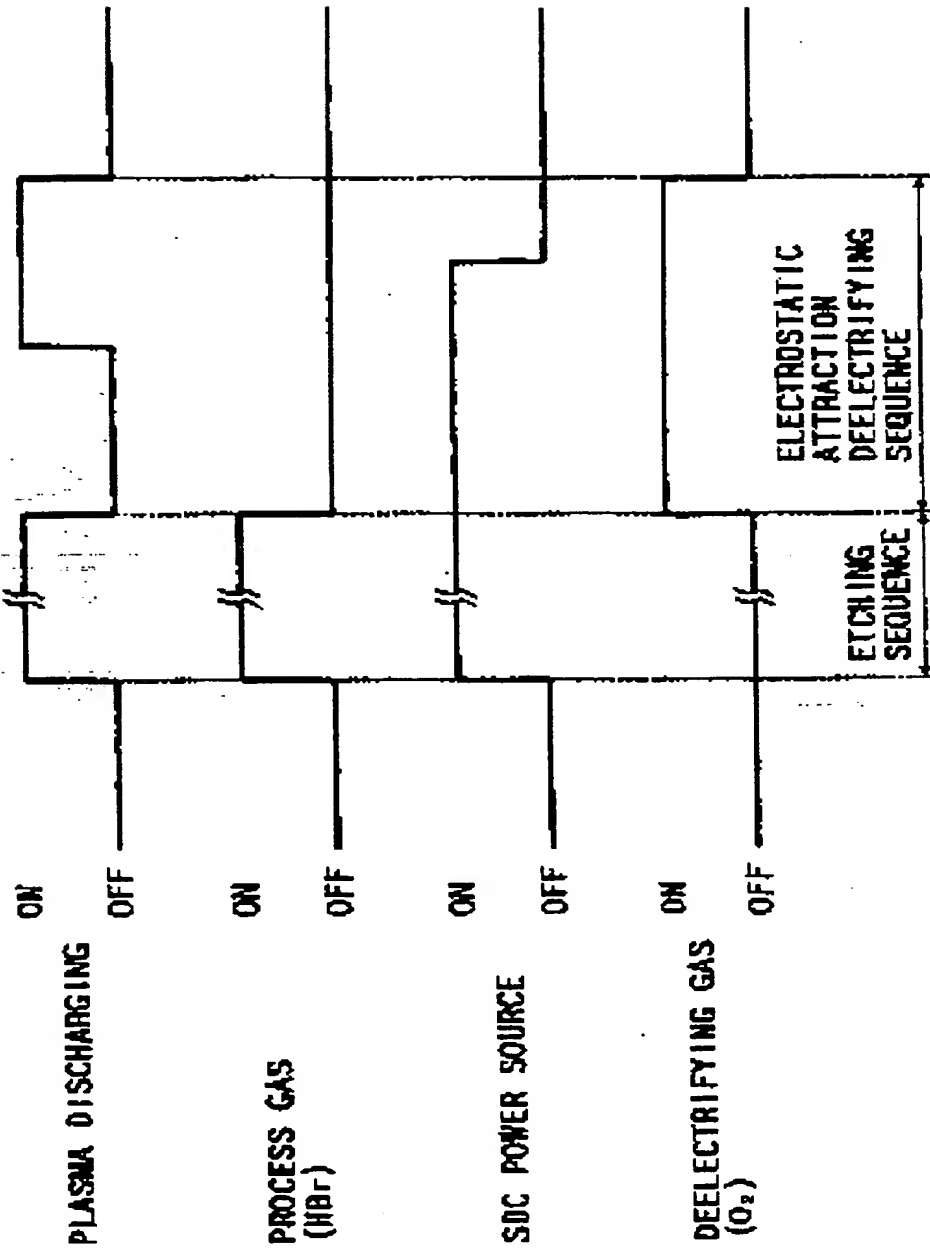 PLASMA DISCHARGING
ON
OFF
PROCESS GAS
(HBr)
ON
OFF
SDC POWER SOURCE
ON
OFF
DEELECTRIFYING GAS
(O₂)
ON
OFF
ETCHING
SEQUENCE
ELECTROSTATIC
ATTRACTION
DEELECTRIFYING
SEQUENCE